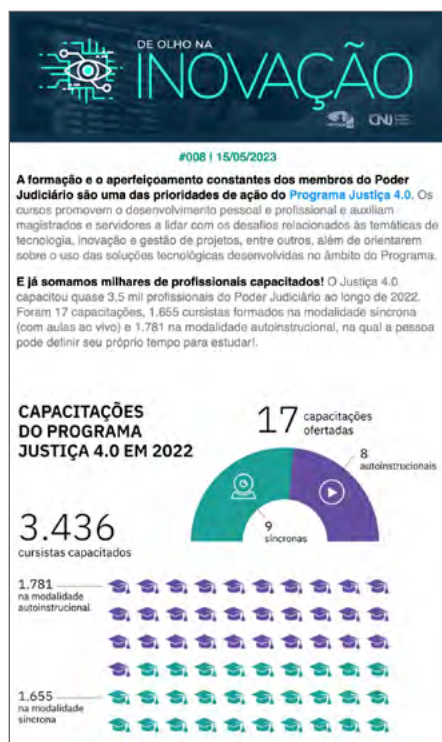 DE OLHO NA
INOVAÇÃO
CNJ
#008 | 15/05/2023
A formação e o aperfeiçoamento constantes dos membros do Poder
Judiciário são uma das prioridades de ação do Programa Justiça 4.0. Os
cursos promovem o desenvolvimento pessoal e profissional e auxiliam
magistrados e servidores a lidar com os desafios relacionados às temáticas de
tecnologia, inovação e gestão de projetos, entre outros, além de orientarem
sobre o uso das soluções tecnológicas desenvolvidas no âmbito do Programa.
E já somamos milhares de profissionais capacitados! O Justiça 4.0
capacitou quase 3,5 mil profissionais do Poder Judiciário ao longo de 2022.
Foram 17 capacitações, 1.655 cursistas formados na modalidade síncrona
(com aulas ao vivo) e 1.781 na modalidade autoinstrucional, na qual a pessoa
pode definir seu próprio tempo para estudar!.
CAPACITAÇÕES
DO PROGRAMA
JUSTIÇA 4.0 EM 2022
17 capacitações
ofertadas
8
autoinstrucionais
9
síncronas
3.436
cursistas capacitados
1.781
na modalidade
autoinstrucional
1.655
na modalidade
síncrona